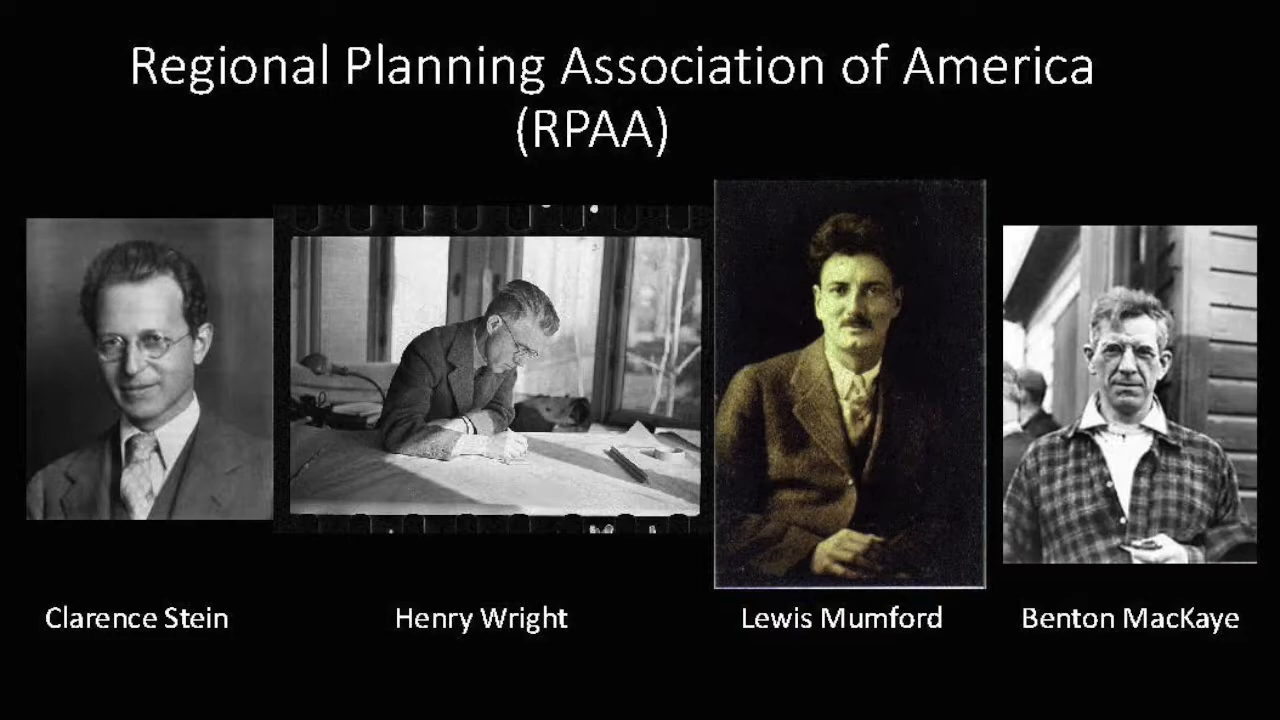 Regional Planning Association of America
(RPAA)
Clarence Stein
Henry Wright
Lewis Mumford
Benton MacKaye